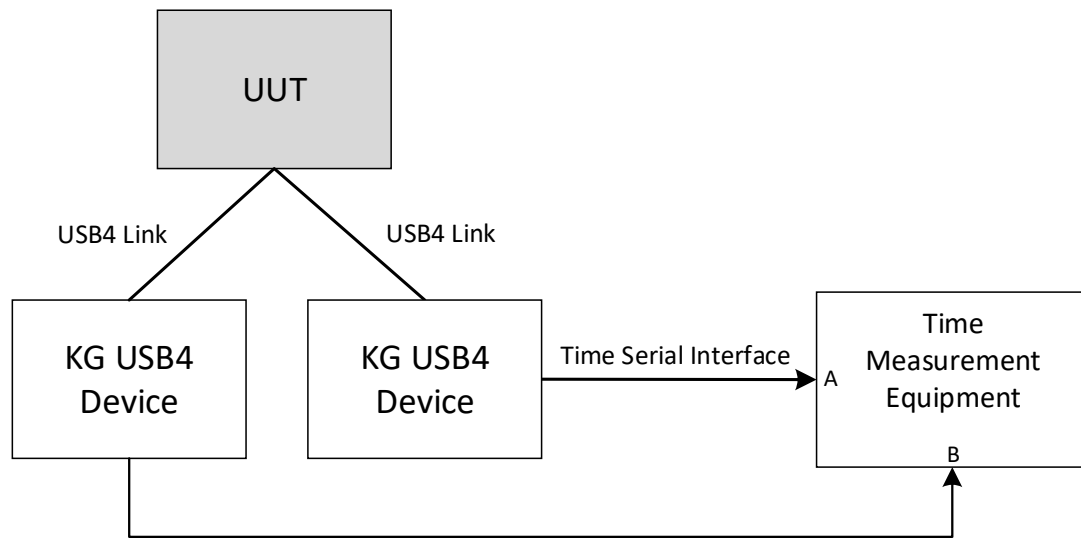 UUT
USB4 Link
USB4 Link
KG USB4
Device
KG USB4
Device
Time Serial Interface
A
Time
Measurement
Equipment
B